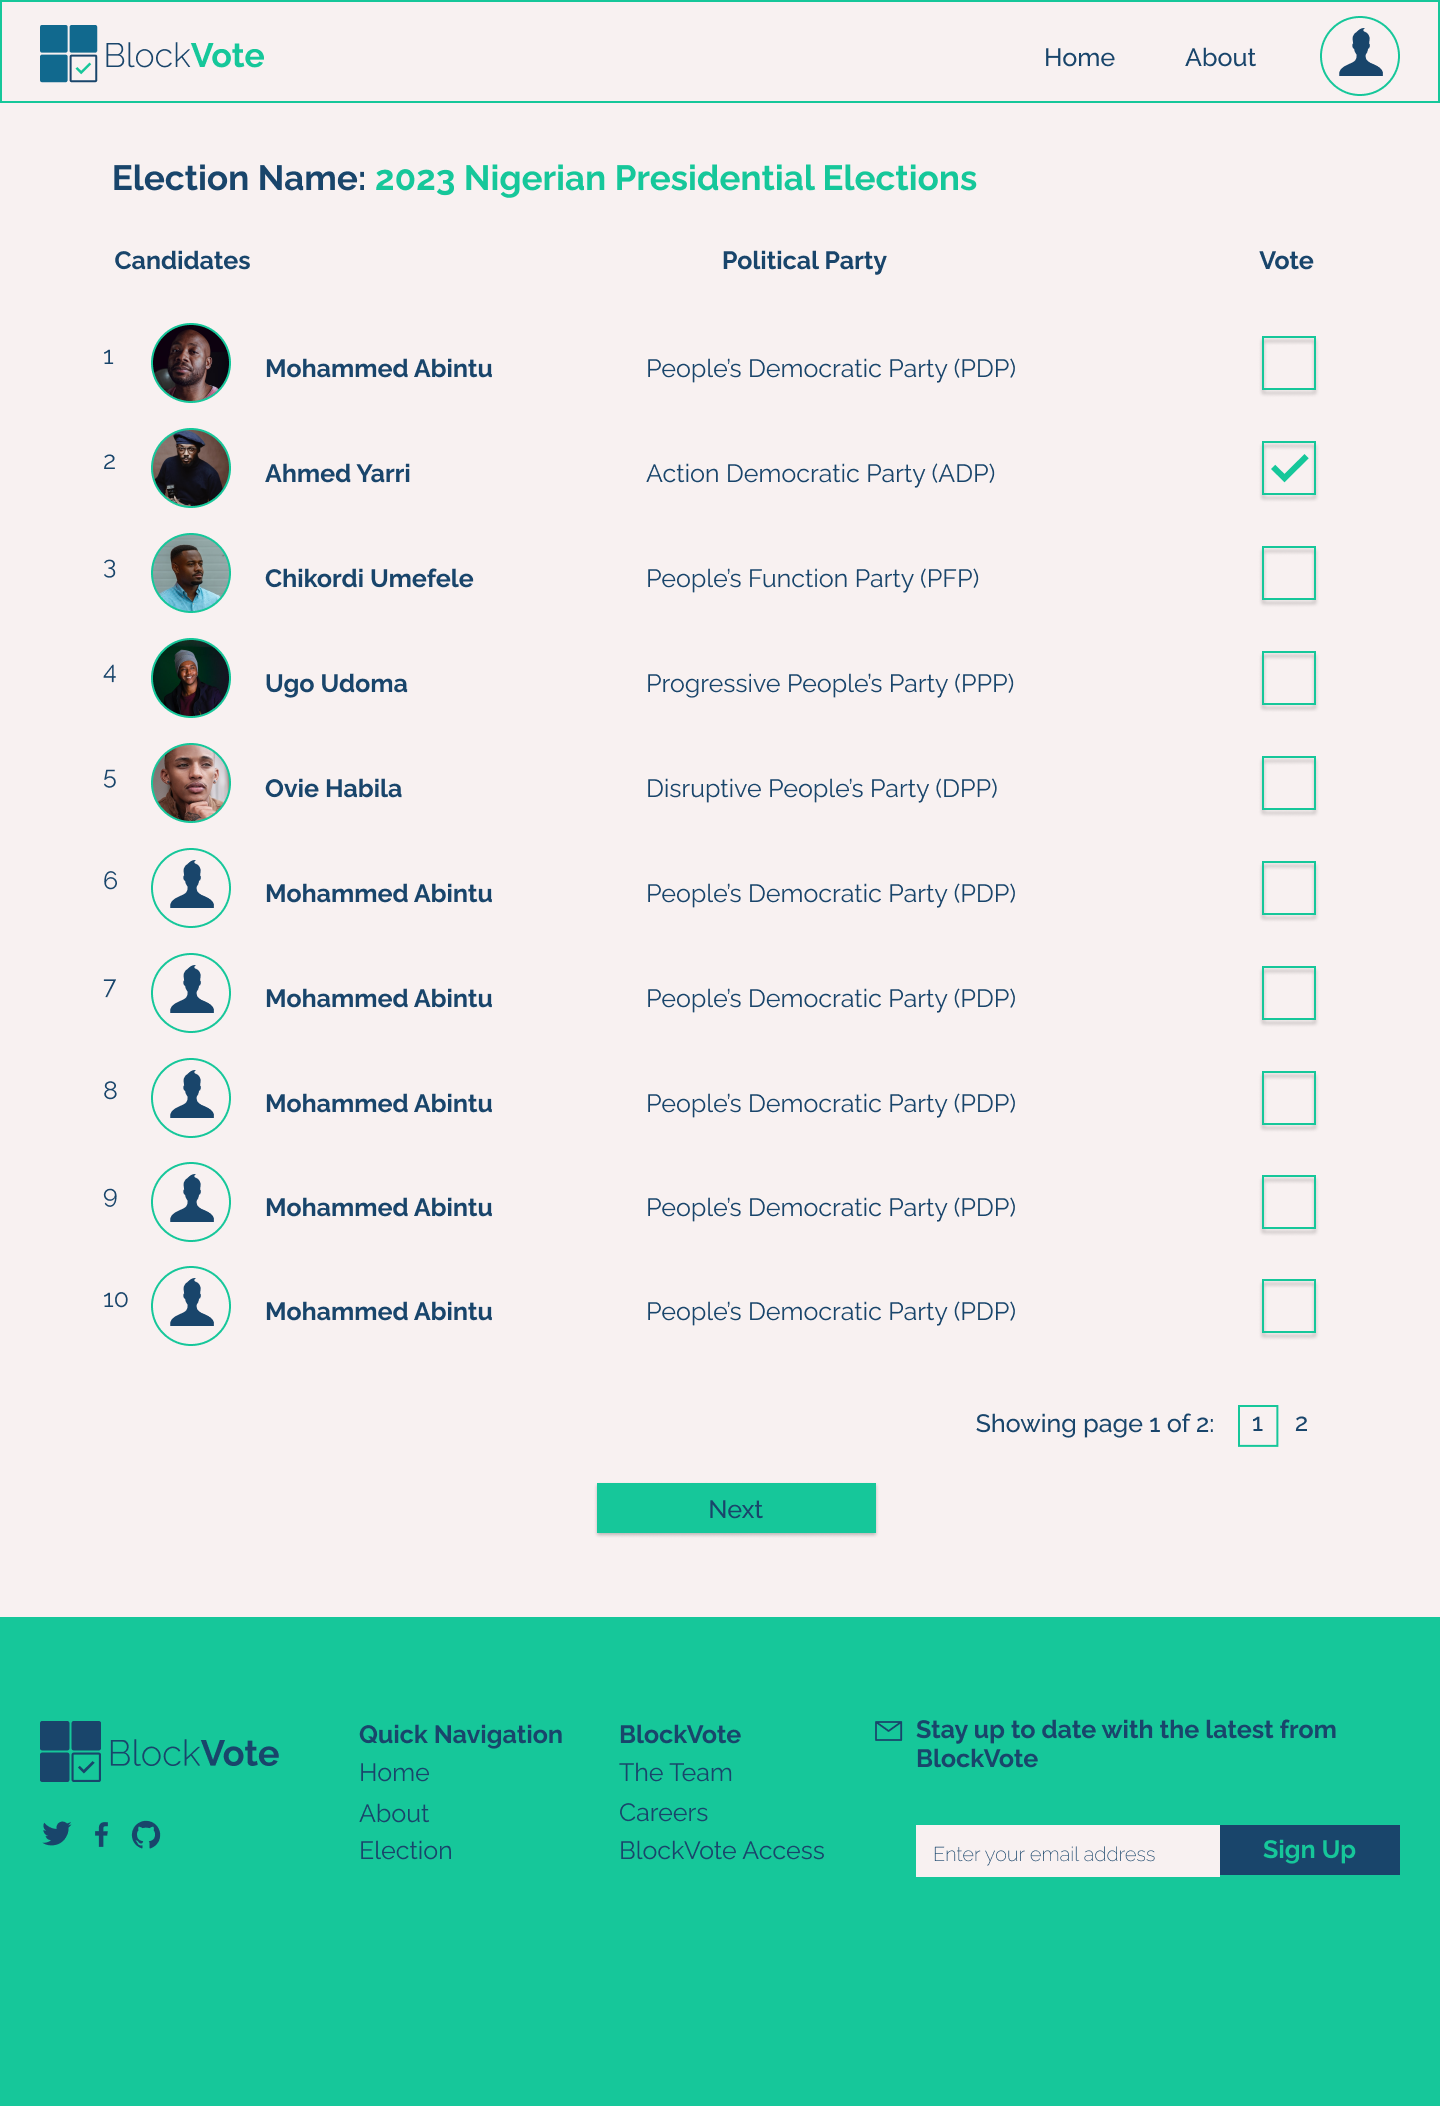 BlockVote
Home About
Election Name: 2023 Nigerian Presidential Elections
Candidates Political Party Vote
1 Mohammed Abintu People’s Democratic Party (PDP)
2 Ahmed Yarri Action Democratic Party (ADP)
3 Chikordi Umefele People’s Function Party (PFP)
4 Ugo Udoma Progressive People’s Party (PPP)
5 Ovie Habila Disruptive People’s Party (DPP)
6 Mohammed Abintu People’s Democratic Party (PDP)
7 Mohammed Abintu People’s Democratic Party (PDP)
8 Mohammed Abintu People’s Democratic Party (PDP)
9 Mohammed Abintu People’s Democratic Party (PDP)
10 Mohammed Abintu People’s Democratic Party (PDP)
Showing page 1 of 2: 1 2
Next
BlockVote
Quick Navigation
Home
About
Election
BlockVote
The Team
Careers
BlockVote Access
Stay up to date with the latest from
BlockVote
Enter your email address Sign Up